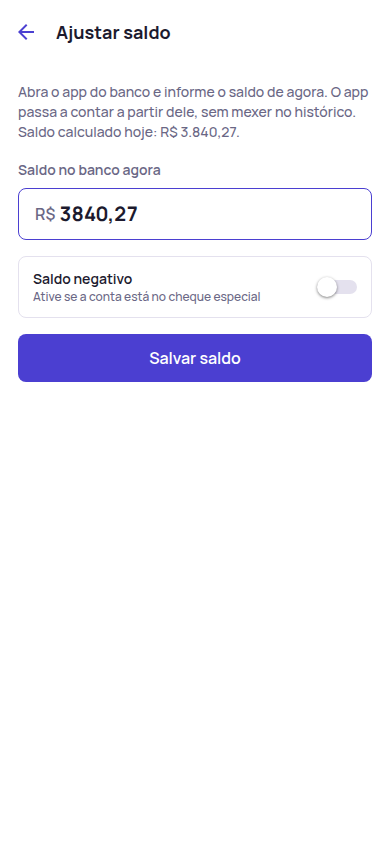 Ajustar saldo
Abra o app do banco e informe o saldo de agora. O app
passa a contar a partir dele, sem mexer no histórico.
Saldo calculado hoje: R$ 3.840,27.
Saldo no banco agora
R$ 3840,27
Saldo negativo
Ative se a conta está no cheque especial
Salvar saldo